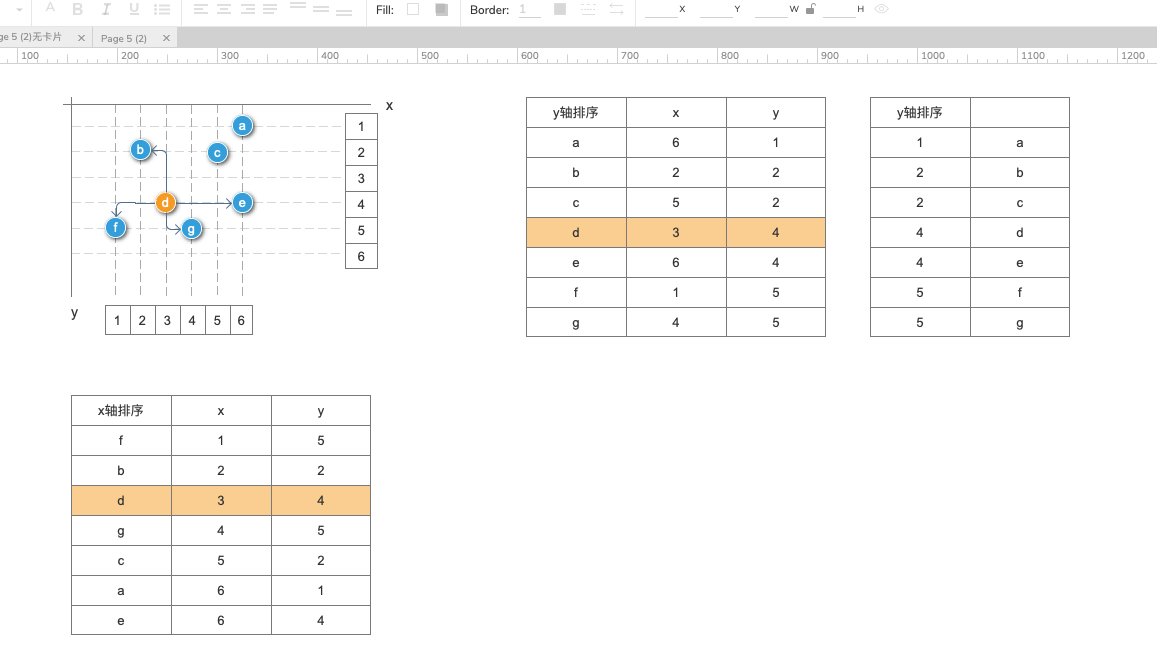 A B I U Fill: Border: 1 X Y W H
ge 5 (2)无卡片 × Page 5 (2) ×
100 200 300 400 500 600 700 800 900 1000 1100 1200
x
a
b
c
d
e
f
g
1
2
3
4
5
6
y
1 2 3 4 5 6
y轴排序 x y
a 6 1
b 2 2
c 5 2
d 3 4
e 6 4
f 1 5
g 4 5
y轴排序
1 a
2 b
2 c
4 d
4 e
5 f
5 g
x轴排序 x y
f 1 5
b 2 2
d 3 4
g 4 5
c 5 2
a 6 1
e 6 4